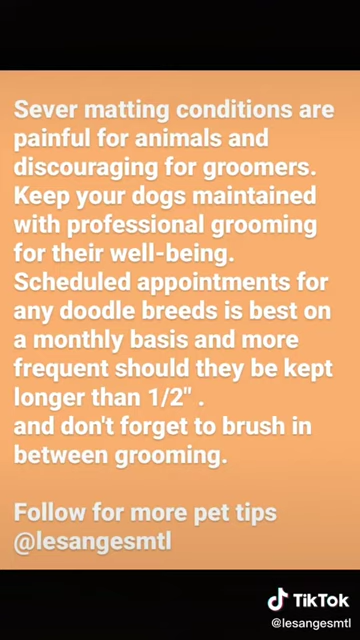 Sever matting conditions are
painful for animals and
discouraging for groomers.
Keep your dogs maintained
with professional grooming
for their well-being.
Scheduled appointments for
any doodle breeds is best on
a monthly basis and more
frequent should they be kept
longer than 1/2" .
and don't forget to brush in
between grooming.
Follow for more pet tips
@lesangesmtl
TikTok
@lesangesmtl